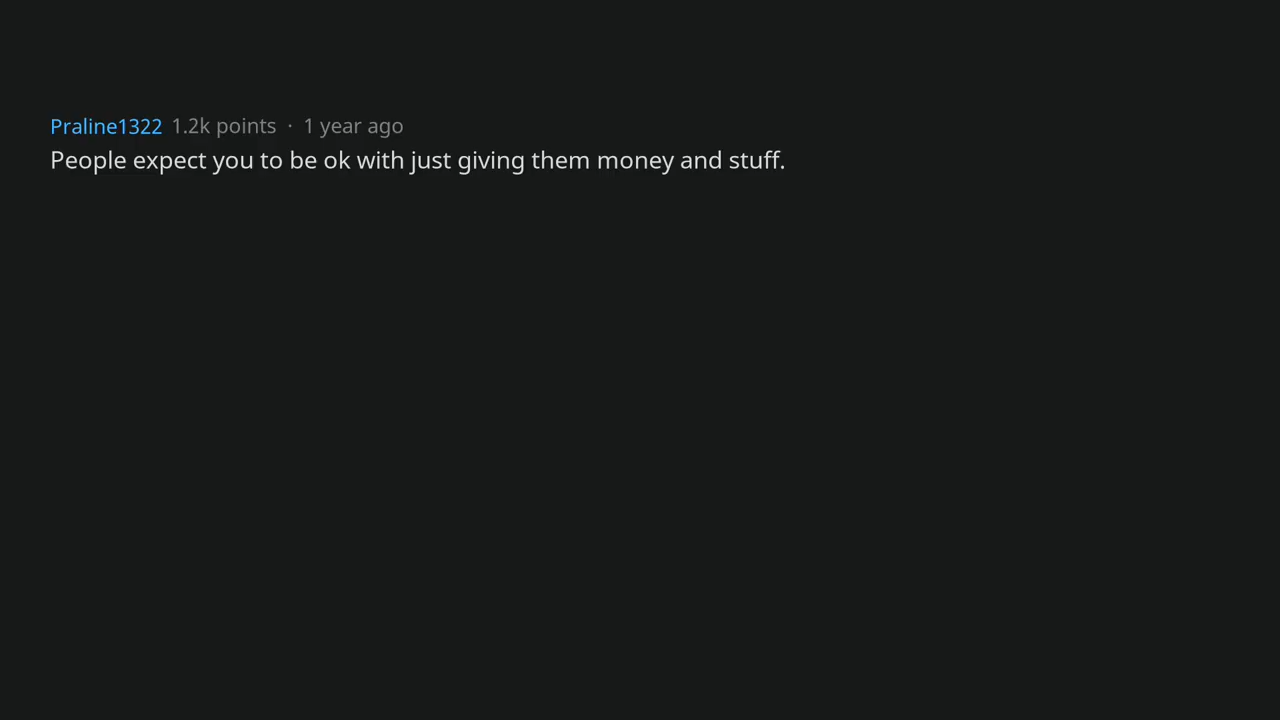 Praline1322 1.2k points · 1 year ago
People expect you to be ok with just giving them money and stuff.